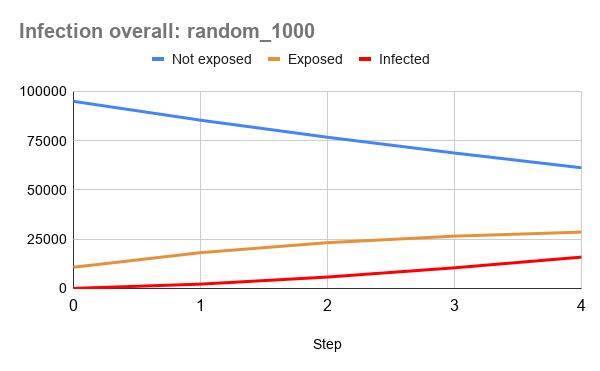 Infection overall: random_1000
Not exposed Exposed Infected
100000
75000
50000
25000
0
0 1 2 3 4
Step